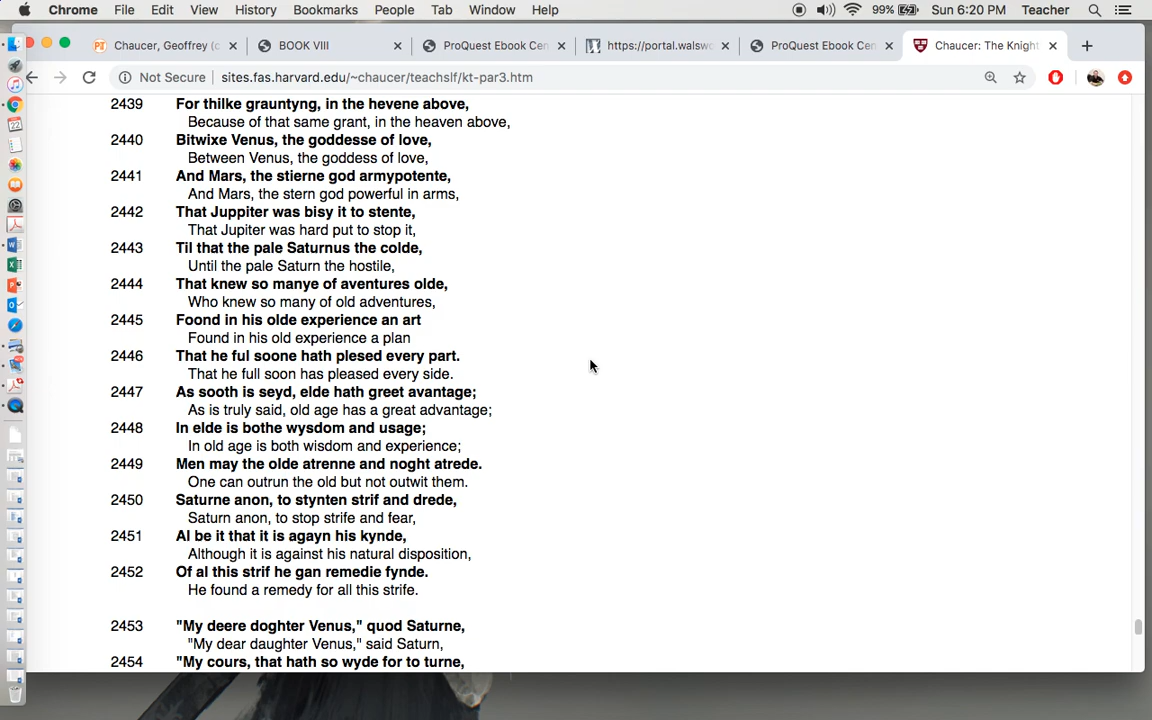 Chrome File Edit View History Bookmarks People Tab Window Help 99% Sun 6:20 PM Teacher
PT Chaucer, Geoffrey (c BOOK VIII ProQuest Ebook Cen https://portal.walswo ProQuest Ebook Cen Chaucer: The Knight
Not Secure | sites.fas.harvard.edu/~chaucer/teachslf/kt-par3.htm
2439 For thilke grauntyng, in the hevene above,
Because of that same grant, in the heaven above,
2440 Bitwixe Venus, the goddesse of love,
Between Venus, the goddess of love,
2441 And Mars, the stierne god armypotente,
And Mars, the stern god powerful in arms,
2442 That Juppiter was bisy it to stente,
That Jupiter was hard put to stop it,
2443 Til that the pale Saturnus the colde,
Until the pale Saturn the hostile,
2444 That knew so manye of aventures olde,
Who knew so many of old adventures,
2445 Foond in his olde experience an art
Found in his old experience a plan
2446 That he ful soone hath plesed every part.
That he full soon has pleased every side.
2447 As sooth is seyd, elde hath greet avantage;
As is truly said, old age has a great advantage;
2448 In elde is bothe wysdom and usage;
In old age is both wisdom and experience;
2449 Men may the olde atrenne and noght atrede.
One can outrun the old but not outwit them.
2450 Saturne anon, to stynten strif and drede,
Saturn anon, to stop strife and fear,
2451 Al be it that it is agayn his kynde,
Although it is against his natural disposition,
2452 Of al this strif he gan remedie fynde.
He found a remedy for all this strife.
2453 "My deere doghter Venus," quod Saturne,
"My dear daughter Venus," said Saturn,
2454 "My cours, that hath so wyde for to turne,